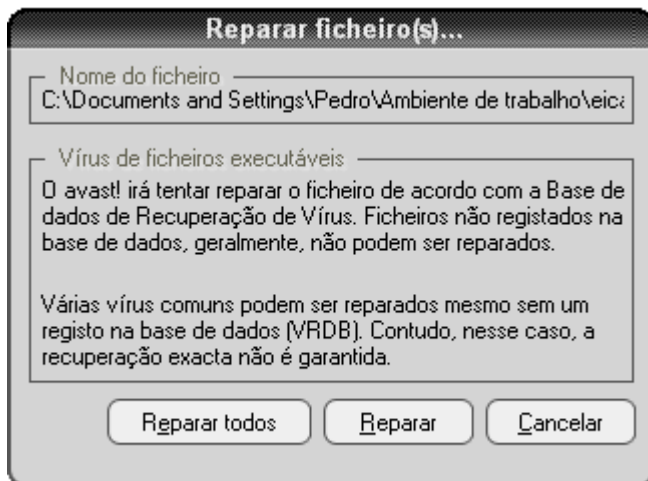 Reparar ficheiro(s)...
Nome do ficheiro
C:\Documents and Settings\Pedro\Ambiente de trabalho\eica
Vírus de ficheiros executáveis
O avast! irá tentar reparar o ficheiro de acordo com a Base de
dados de Recuperação de Vírus. Ficheiros não registados na
base de dados, geralmente, não podem ser reparados.
Várias vírus comuns podem ser reparados mesmo sem um
registo na base de dados (VRDB). Contudo, nesse caso, a
recuperação exacta não é garantida.
Reparar todos
Reparar
Cancelar